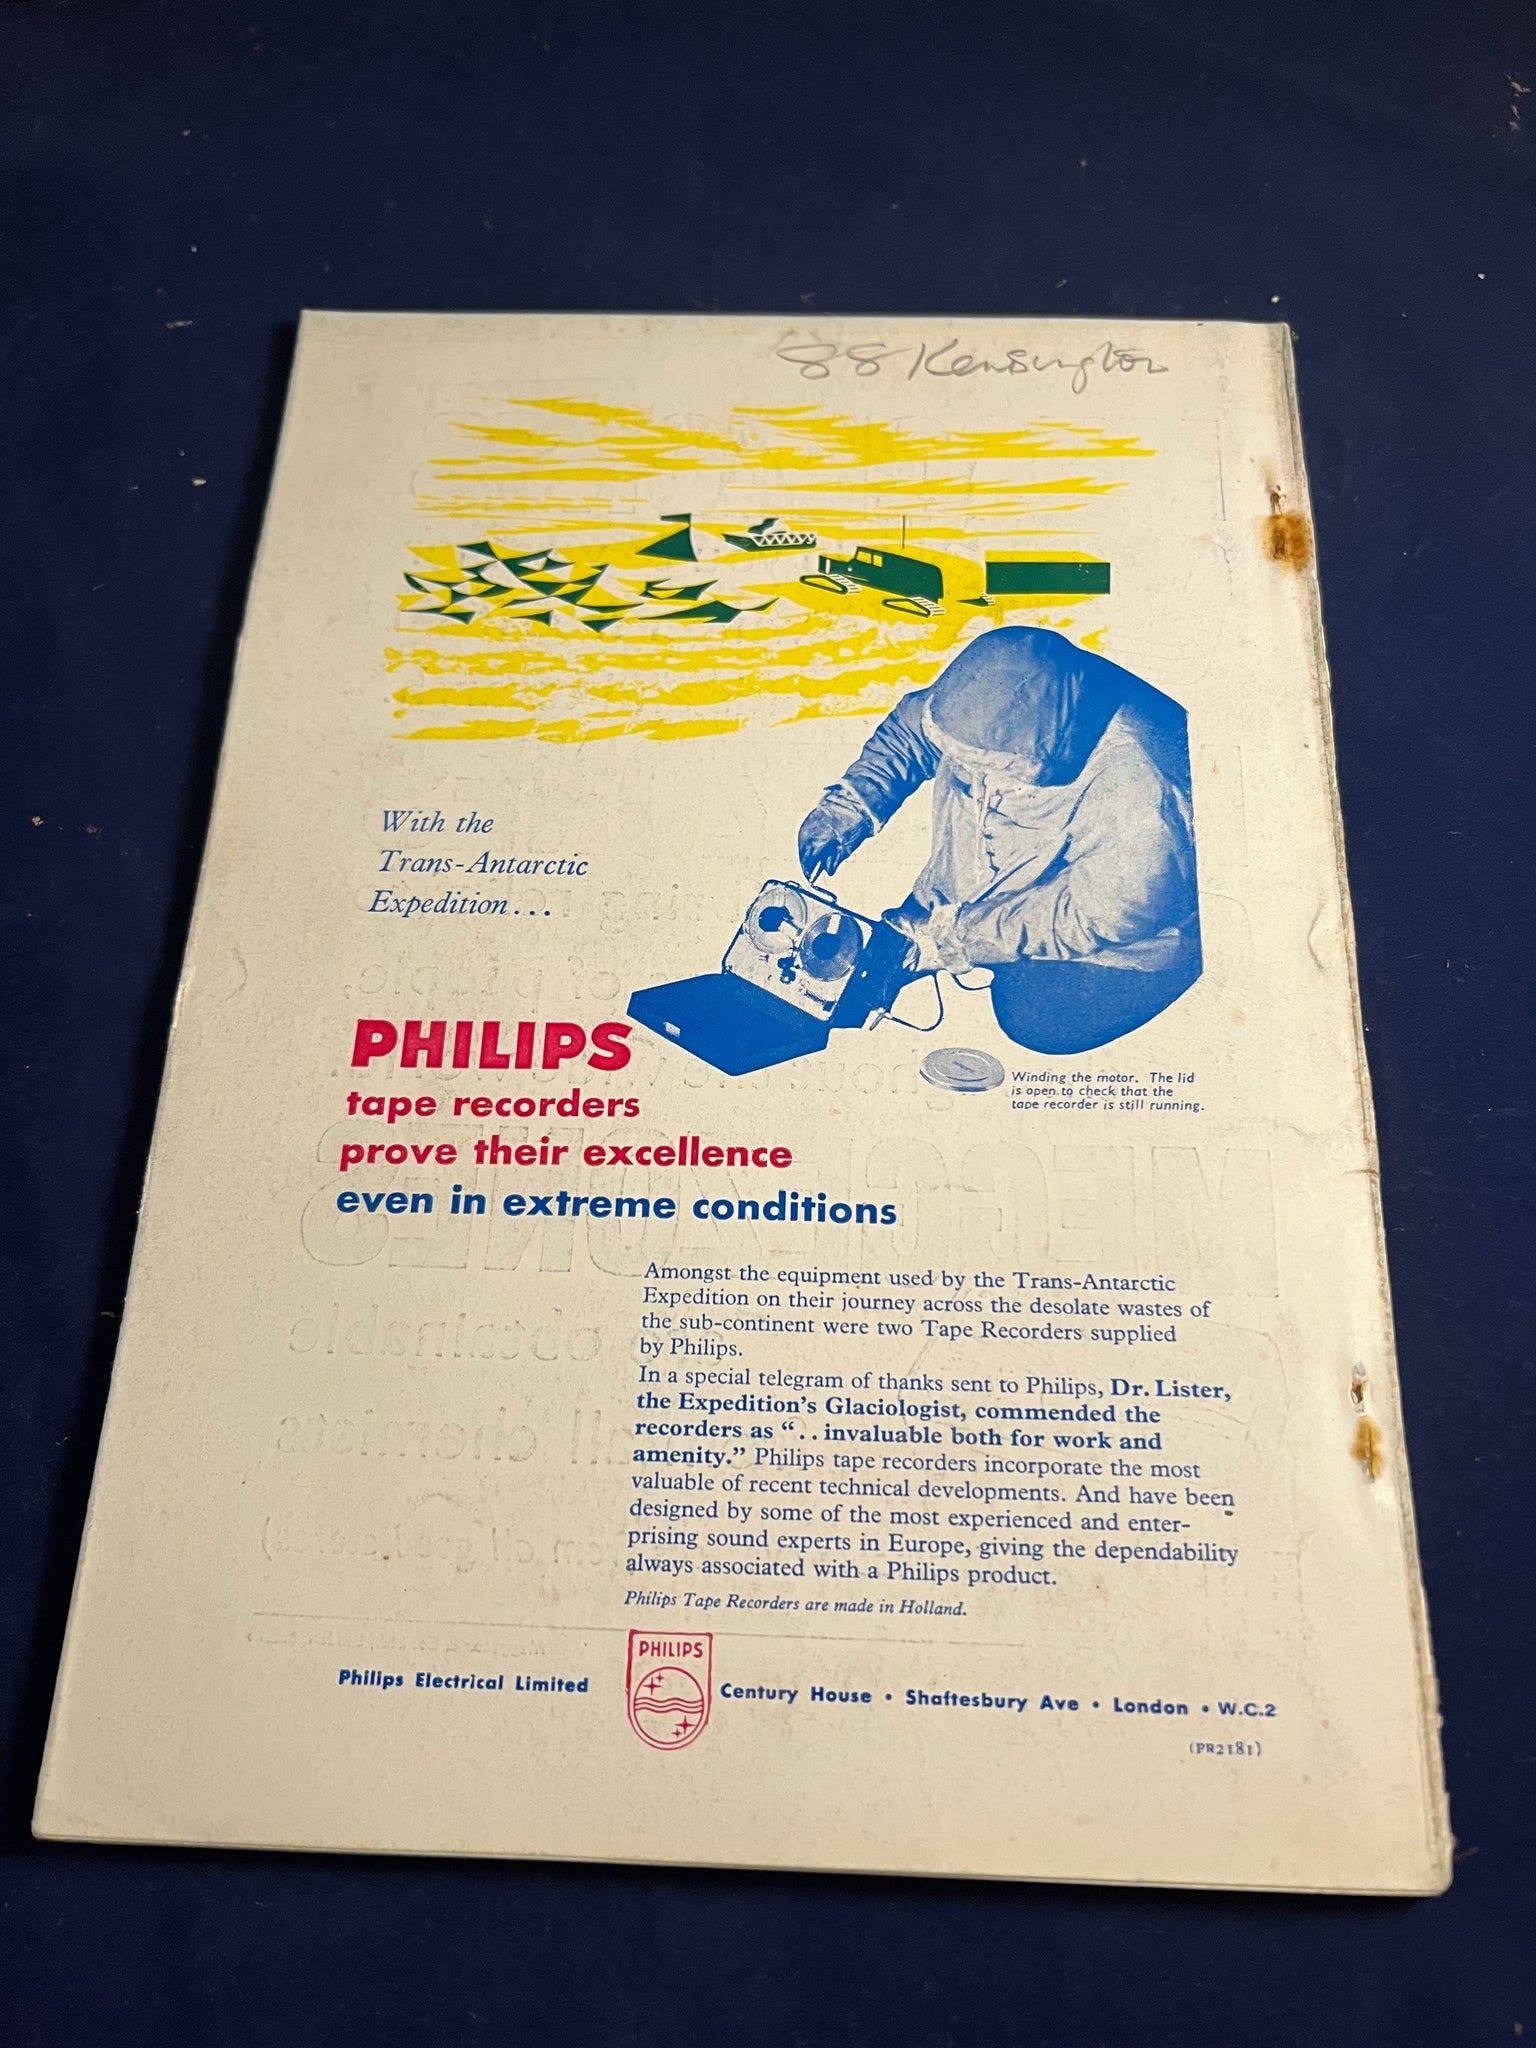 88 Kensington
With the
Trans-Antarctic
Expedition...
PHILIPS
tape recorders
prove their excellence
even in extreme conditions
Winding the motor. The lid
is open to check that the
tape recorder is still running.
Amongst the equipment used by the Trans-Antarctic
Expedition on their journey across the desolate wastes of
the sub-continent were two Tape Recorders supplied
by Philips.
In a special telegram of thanks sent to Philips, Dr. Lister,
the Expedition's Glaciologist, commended the
recorders as “. . invaluable both for work and
amenity.” Philips tape recorders incorporate the most
valuable of recent technical developments. And have been
designed by some of the most experienced and enter-
prising sound experts in Europe, giving the dependability
always associated with a Philips product.
Philips Tape Recorders are made in Holland.
PHILIPS
Philips Electrical Limited
Century House • Shaftesbury Ave • London • W.C.2
(PR2181)